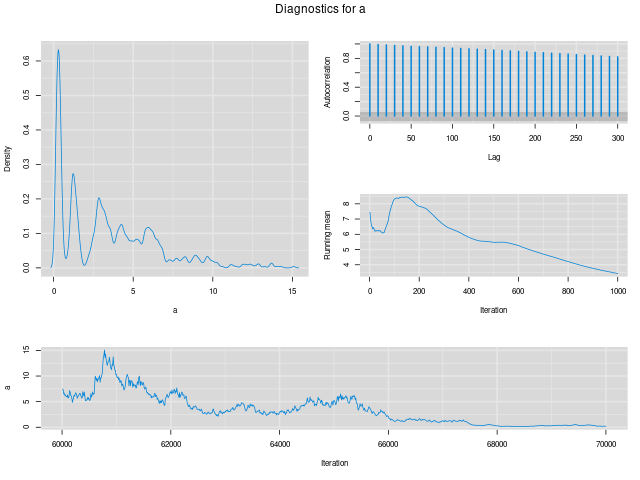 Diagnostics for a
Density
0.0 0.1 0.2 0.3 0.4 0.5 0.6
0 5 10 15
a
Autocorrelation
0.0 0.4 0.8
0 50 100 150 200 250 300
Lag
Running mean
4 5 6 7 8
0 200 400 600 800 1000
Iteration
a
0 5 10 15
60000 62000 64000 66000 68000 70000
Iteration